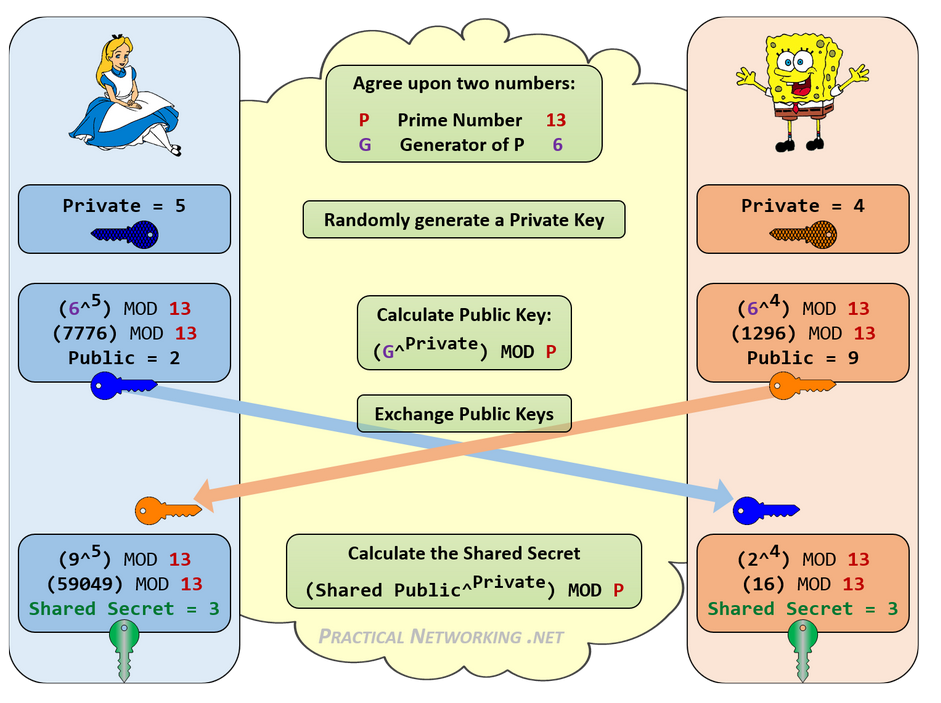 Agree upon two numbers:
P Prime Number 13
G Generator of P 6
Private = 5
Randomly generate a Private Key
Private = 4
(6^5) MOD 13
(7776) MOD 13
Public = 2
Calculate Public Key:
(G^Private) MOD P
(6^4) MOD 13
(1296) MOD 13
Public = 9
Exchange Public Keys
(9^5) MOD 13
(59049) MOD 13
Shared Secret = 3
Calculate the Shared Secret
(Shared Public^Private) MOD P
(2^4) MOD 13
(16) MOD 13
Shared Secret = 3
PRACTICAL NETWORKING .NET